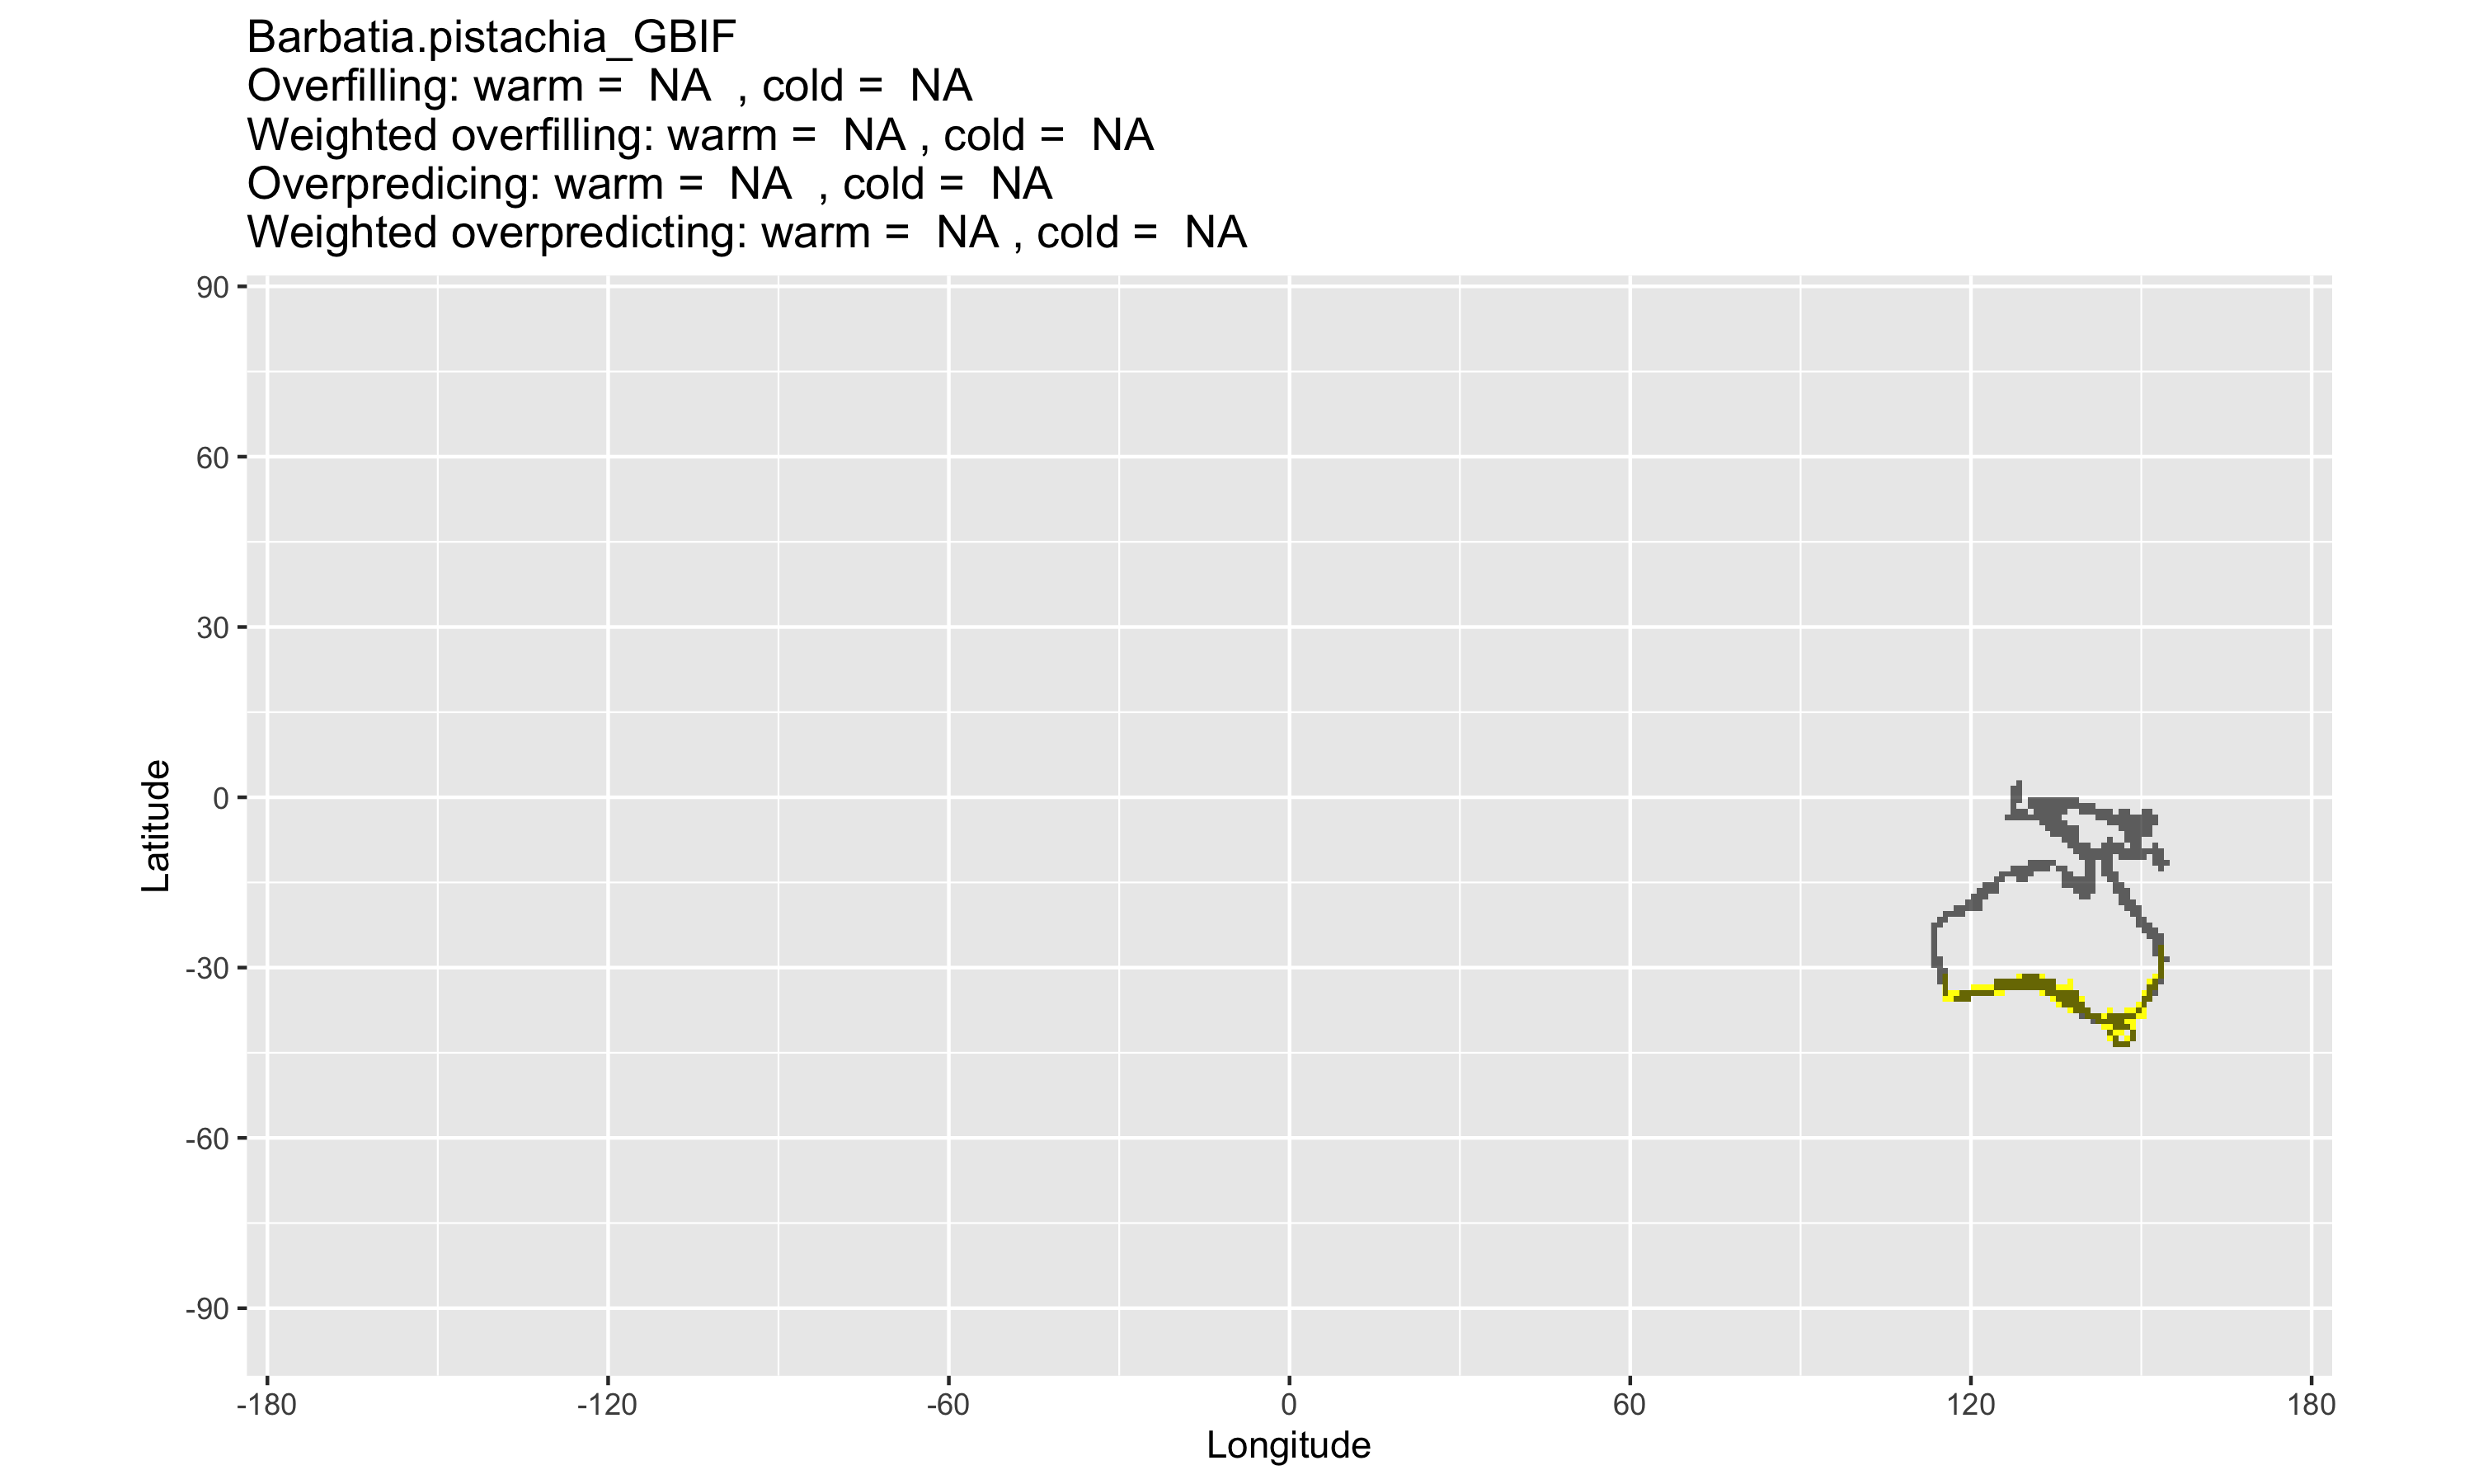 Barbatia.pistachia_GBIF
Overfilling: warm =  NA  , cold =  NA
Weighted overfilling: warm =  NA , cold =  NA
Overpredicing: warm =  NA  , cold =  NA
Weighted overpredicting: warm =  NA , cold =  NA
90
60
30
0
-30
-60
-90
Latitude
-180
-120
-60
0
60
120
180
Longitude